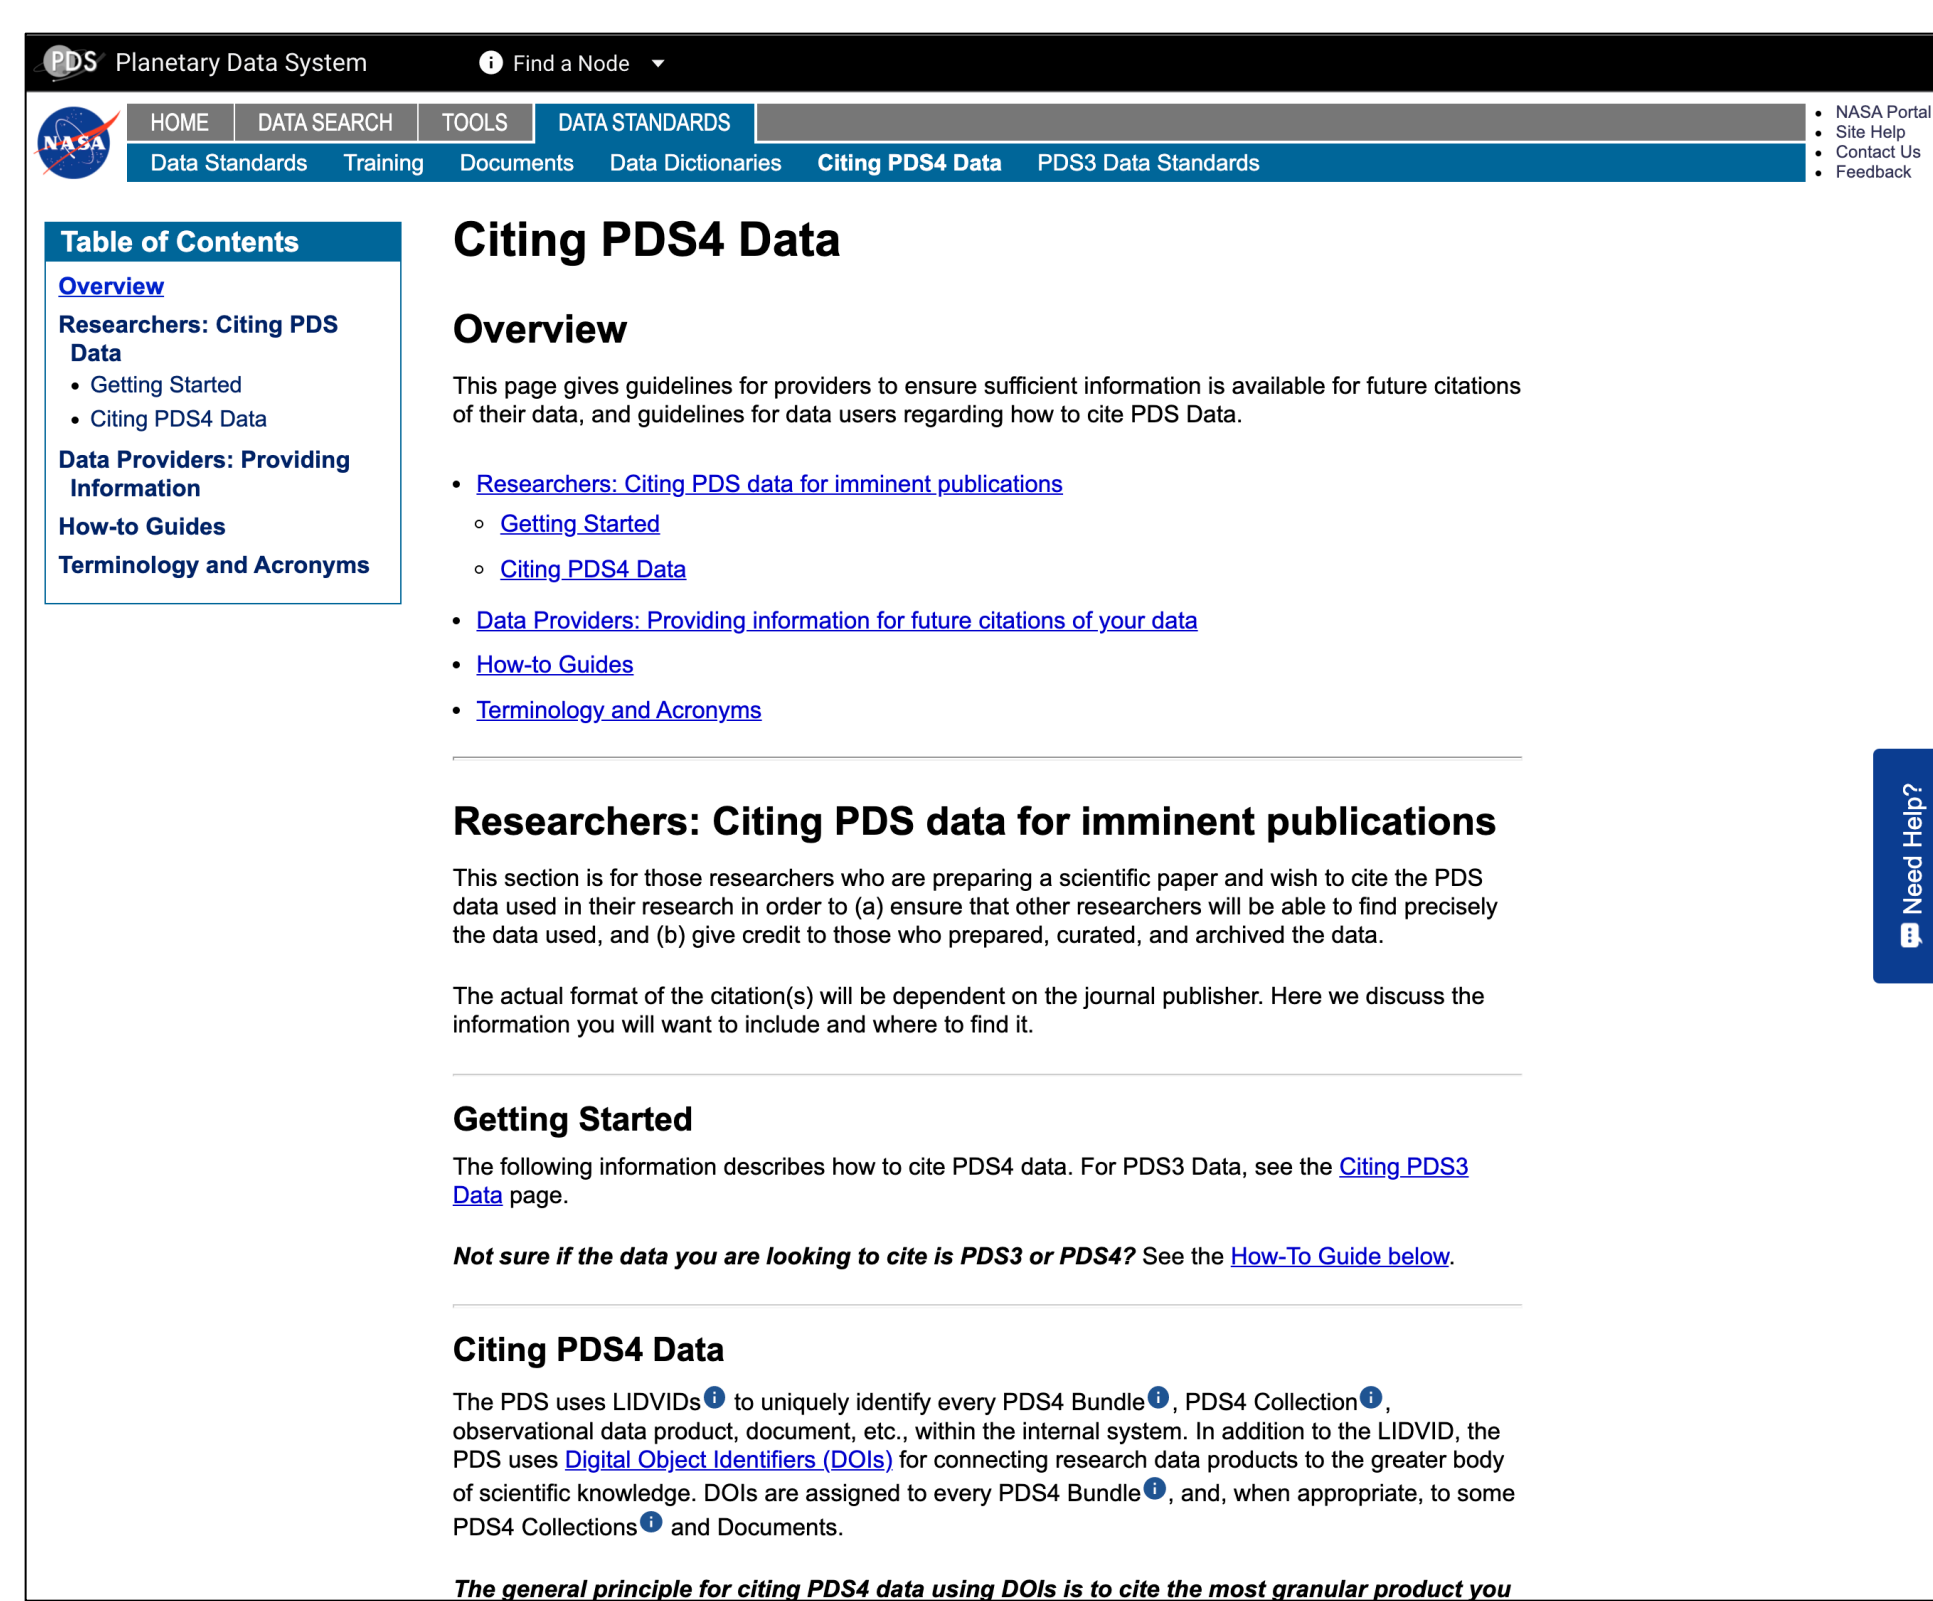 PDS Planetary Data System
Find a Node
NASA
HOME DATA SEARCH TOOLS DATA STANDARDS
Data Standards Training Documents Data Dictionaries Citing PDS4 Data PDS3 Data Standards
• NASA Portal
• Site Help
• Contact Us
• Feedback
Table of Contents
Overview
Researchers: Citing PDS
Data
• Getting Started
• Citing PDS4 Data
Data Providers: Providing
Information
How-to Guides
Terminology and Acronyms
Citing PDS4 Data
Overview
This page gives guidelines for providers to ensure sufficient information is available for future citations
of their data, and guidelines for data users regarding how to cite PDS Data.
• Researchers: Citing PDS data for imminent publications
◦ Getting Started
◦ Citing PDS4 Data
• Data Providers: Providing information for future citations of your data
• How-to Guides
• Terminology and Acronyms
Researchers: Citing PDS data for imminent publications
This section is for those researchers who are preparing a scientific paper and wish to cite the PDS
data used in their research in order to (a) ensure that other researchers will be able to find precisely
the data used, and (b) give credit to those who prepared, curated, and archived the data.
The actual format of the citation(s) will be dependent on the journal publisher. Here we discuss the
information you will want to include and where to find it.
Getting Started
The following information describes how to cite PDS4 data. For PDS3 Data, see the Citing PDS3
Data page.
Not sure if the data you are looking to cite is PDS3 or PDS4? See the How-To Guide below.
Citing PDS4 Data
The PDS uses LIDVIDs to uniquely identify every PDS4 Bundle, PDS4 Collection,
observational data product, document, etc., within the internal system. In addition to the LIDVID, the
PDS uses Digital Object Identifiers (DOIs) for connecting research data products to the greater body
of scientific knowledge. DOIs are assigned to every PDS4 Bundle, and, when appropriate, to some
PDS4 Collections and Documents.
The general principle for citing PDS4 data using DOIs is to cite the most granular product you
Need Help?